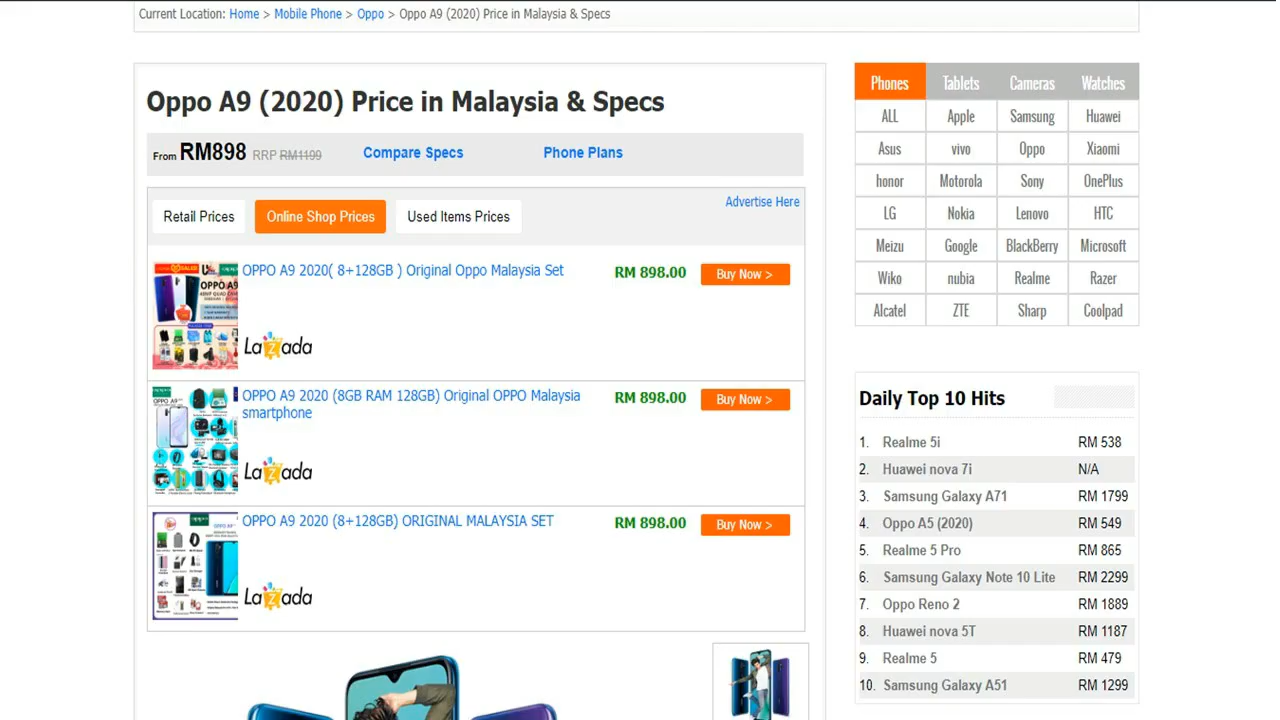 Current Location: Home > Mobile Phone > Oppo > Oppo A9 (2020) Price in Malaysia & Specs
Oppo A9 (2020) Price in Malaysia & Specs
From RM898 RRP RM1199 Compare Specs Phone Plans
Advertise Here
Retail Prices Online Shop Prices Used Items Prices
OPPO A9 2020( 8+128GB ) Original Oppo Malaysia Set RM 898.00 Buy Now >
Lazada
OPPO A9 2020 (8GB RAM 128GB) Original OPPO Malaysia smartphone RM 898.00 Buy Now >
Lazada
OPPO A9 2020 (8+128GB) ORIGINAL MALAYSIA SET RM 898.00 Buy Now >
Lazada
Phones Tablets Cameras Watches
ALL Apple Samsung Huawei
Asus vivo Oppo Xiaomi
honor Motorola Sony OnePlus
LG Nokia Lenovo HTC
Meizu Google BlackBerry Microsoft
Wiko nubia Realme Razer
Alcatel ZTE Sharp Coolpad
Daily Top 10 Hits
1. Realme 5i RM 538
2. Huawei nova 7i N/A
3. Samsung Galaxy A71 RM 1799
4. Oppo A5 (2020) RM 549
5. Realme 5 Pro RM 865
6. Samsung Galaxy Note 10 Lite RM 2299
7. Oppo Reno 2 RM 1889
8. Huawei nova 5T RM 1187
9. Realme 5 RM 479
10. Samsung Galaxy A51 RM 1299